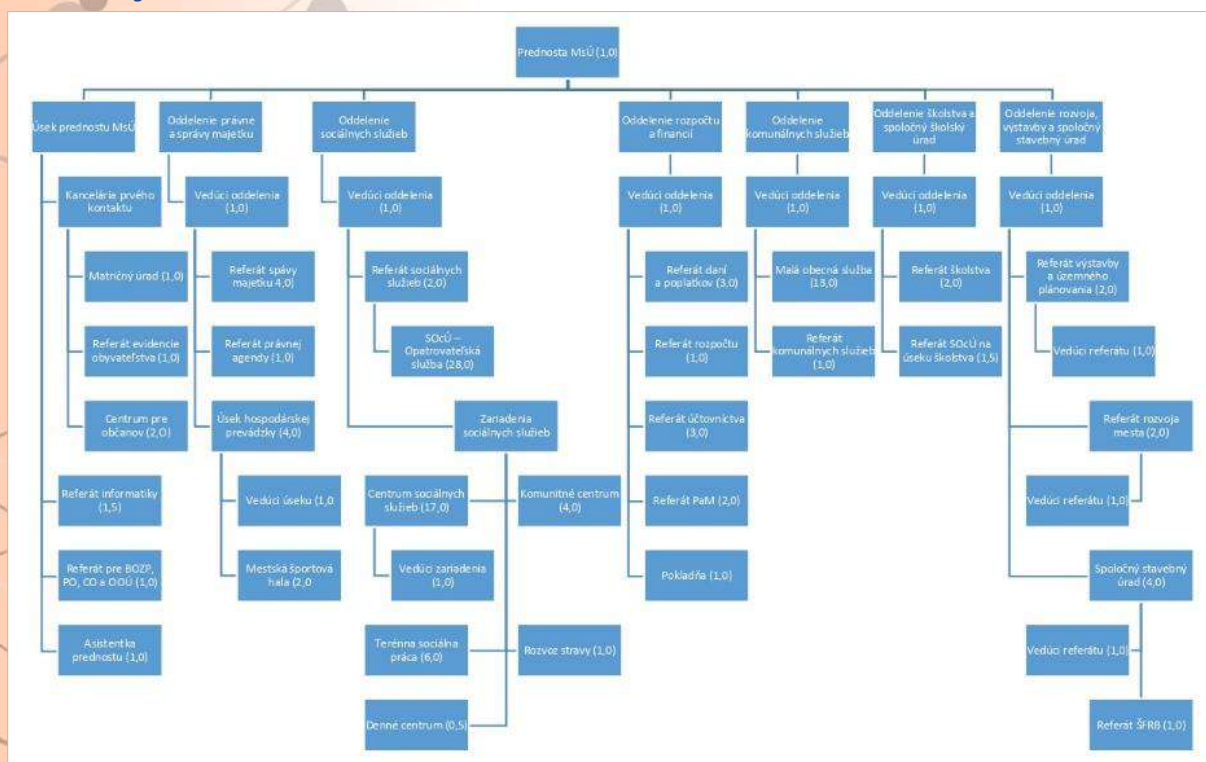 Prednosta MsÚ (1,0)
Úsek prednostu MsÚ
Kancelária prvého
kontaktu
Matričný úrad (1,0)
Referát evidencie
obyvateľstva (1,0)
Centrum pre
občanov (2,O)
Referát informatiky
(1,5)
Referát pre BOZP,
PO, CO a OOÚ (1,0)
Asistentka
prednostu (1,0)
Oddelenie právne
a správy majetku
Vedúci oddelenia
(1,0)
Referát spávy
majetku 4,0)
Referát právnej
agendy (1,0)
Úsek hospodárskej
prevádzky (4,0)
Vedúci úseku (1,0
Mestská športová
hala (2,0
Oddelenie
sociálnych služieb
Vedúci oddelenia
(1,0)
Referát sociálnych
služieb (2,0)
SOcÚ –
Opatrovateľská
služba (28,0)
Zariadenia
sociálnych služieb
Centrum sociálnych
služieb (17,0)
Vedúci zariadenia
(1,0)
Komunitné centrum
(4,0)
Terénna sociálna
práca (6,0)
Rozvoz stravy (1,0)
Denné centrum (0,5)
Oddelenie rozpočtu
a financií
Vedúci oddelenia
(1,0)
Referát daní
a poplatkov (3,0)
Referát rozpočtu
(1,0)
Referát účtovníctva
(3,0)
Referát PaM (2,0)
Pokladňa (1,0)
Oddelenie
komunálnych služieb
Vedúci oddelenia
(1,0)
Malá obecná služba
(13,0)
Referát
komunálnych služieb
(1,0)
Oddelenie školstva a
spoločný školský
úrad
Vedúci oddelenia
(1,0)
Referát školstva
(2,0)
Referát SOcÚ na
úseku školstva (1,5)
Oddelenie rozvoja,
výstavby a spoločný
stavebný úrad
Vedúci oddelenia
(1,0)
Referát výstavby
a územného
plánovania (2,0)
Vedúci referátu (1,0)
Referát rozvoja
mesta (2,0)
Vedúci referátu (1,0)
Spoločný stavebný
úrad (4,0)
Vedúci referátu (1,0)
Referát ŠFRB (1,0)